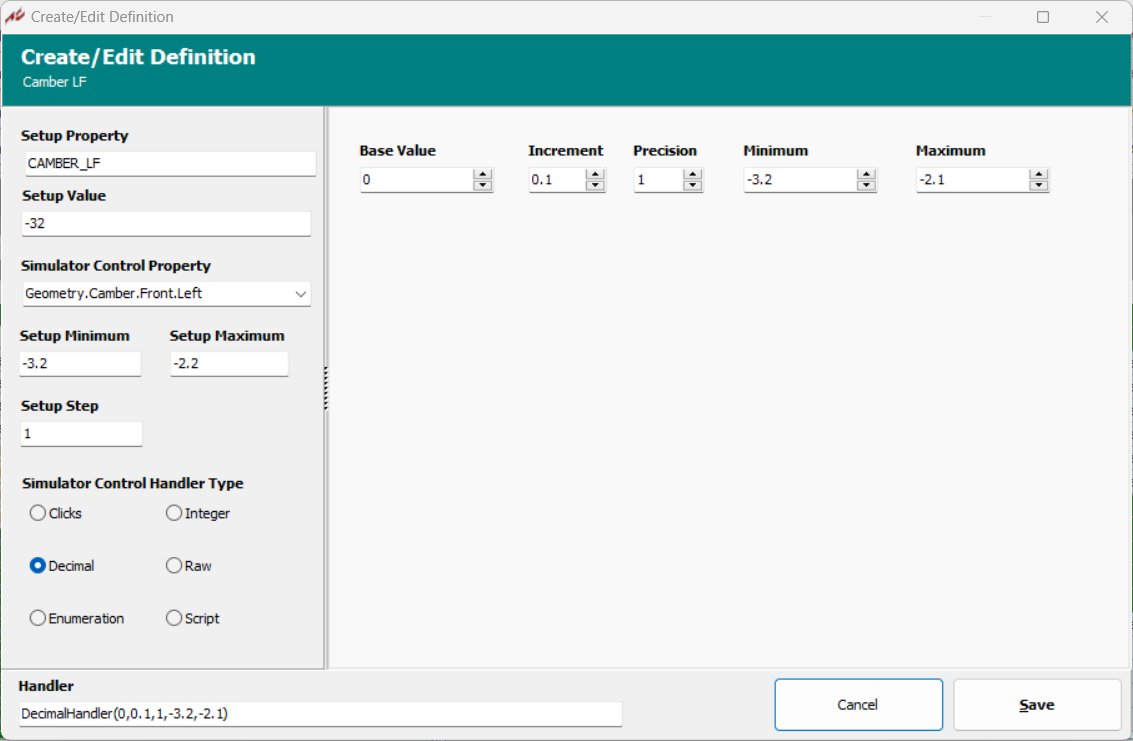 Create/Edit Definition
Create/Edit Definition
Camber LF
Setup Property
CAMBER_LF
Setup Value
-32
Simulator Control Property
Geometry.Camber.Front.Left
Setup Minimum Setup Maximum
-3.2 -2.2
Setup Step
1
Simulator Control Handler Type
Clicks Integer
Decimal Raw
Enumeration Script
Base Value Increment Precision Minimum Maximum
0 0.1 1 -3.2 -2.1
Handler
DecimalHandler(0,0.1,1,-3.2,-2.1)
Cancel Save